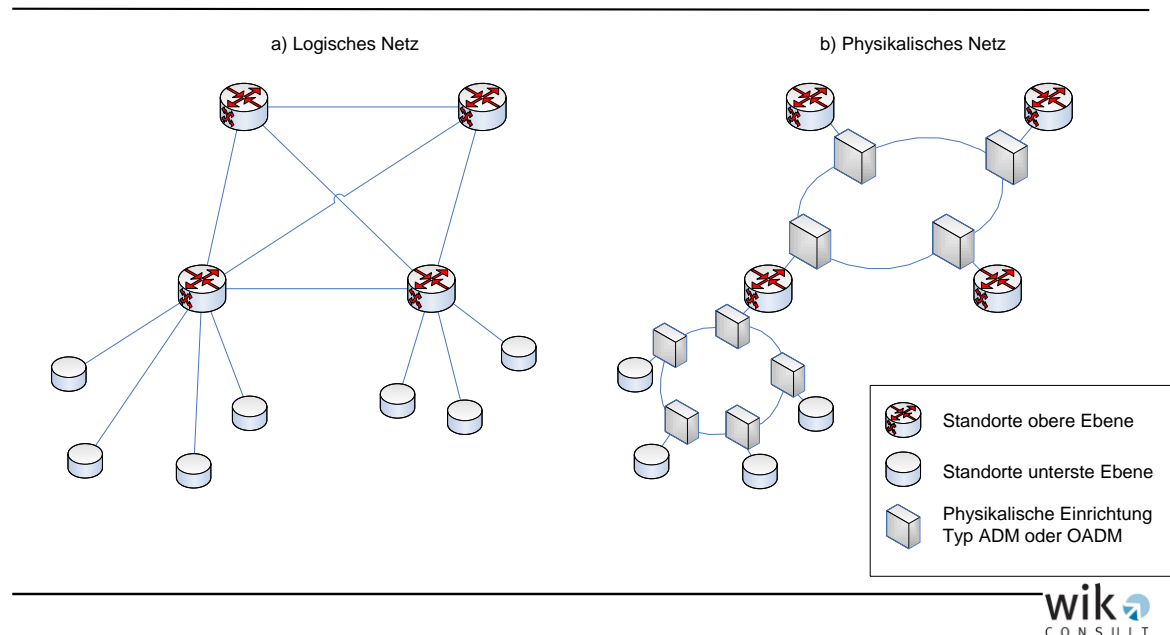 a) Logisches Netz
b) Physikalisches Netz
Standorte obere Ebene
Standorte unterste Ebene
Physikalische Einrichtung
Typ ADM oder OADM
wik
CONSULT